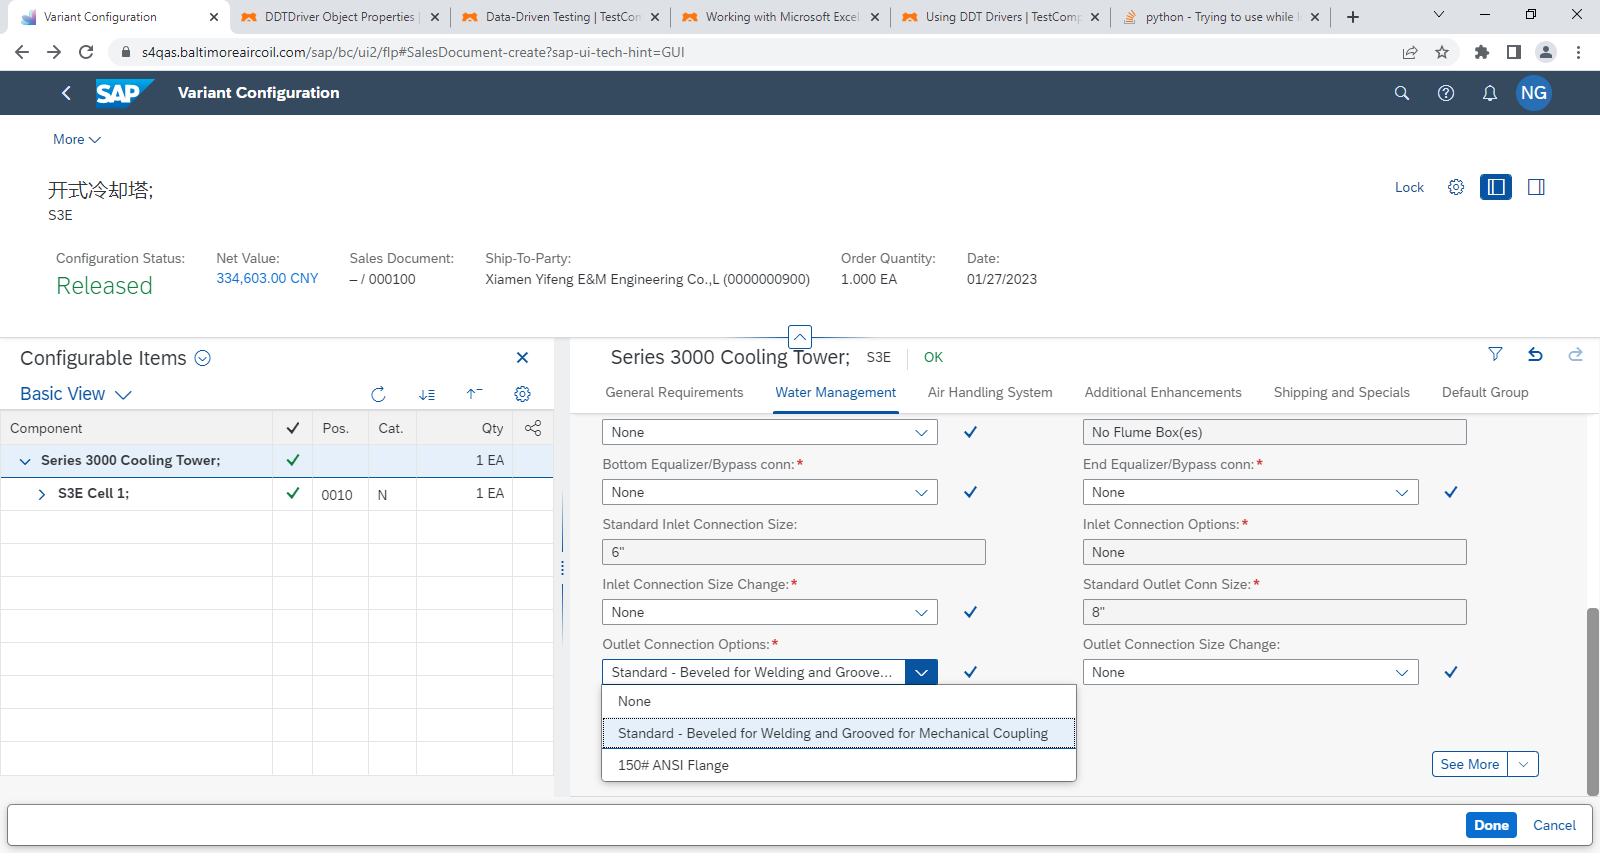 Variant Configuration
DDTDriver Object Properties
Data-Driven Testing | TestCon
Working with Microsoft Excel
Using DDT Drivers | TestComp
python - Trying to use while l
s4qas.baltimoreaircoil.com/sap/bc/ui2/flp#SalesDocument-create?sap-ui-tech-hint=GUI
SAP
Variant Configuration
NG
More
开式冷却塔;
S3E
Lock
Configuration Status:
Released
Net Value:
334,603.00 CNY
Sales Document:
– / 000100
Ship-To-Party:
Xiamen Yifeng E&M Engineering Co.,L (0000000900)
Order Quantity:
1.000 EA
Date:
01/27/2023
Configurable Items
Basic View
Component Pos. Cat. Qty
Series 3000 Cooling Tower; 1 EA
S3E Cell 1; 0010 N 1 EA
Series 3000 Cooling Tower; S3E OK
General Requirements Water Management Air Handling System Additional Enhancements Shipping and Specials Default Group
None
No Flume Box(es)
Bottom Equalizer/Bypass conn:*
End Equalizer/Bypass conn:*
None
None
Standard Inlet Connection Size:
Inlet Connection Options:*
6"
None
Inlet Connection Size Change:*
Standard Outlet Conn Size:*
None
8"
Outlet Connection Options:*
Outlet Connection Size Change:
Standard - Beveled for Welding and Groove...
None
None
Standard - Beveled for Welding and Grooved for Mechanical Coupling
150# ANSI Flange
See More
Done
Cancel